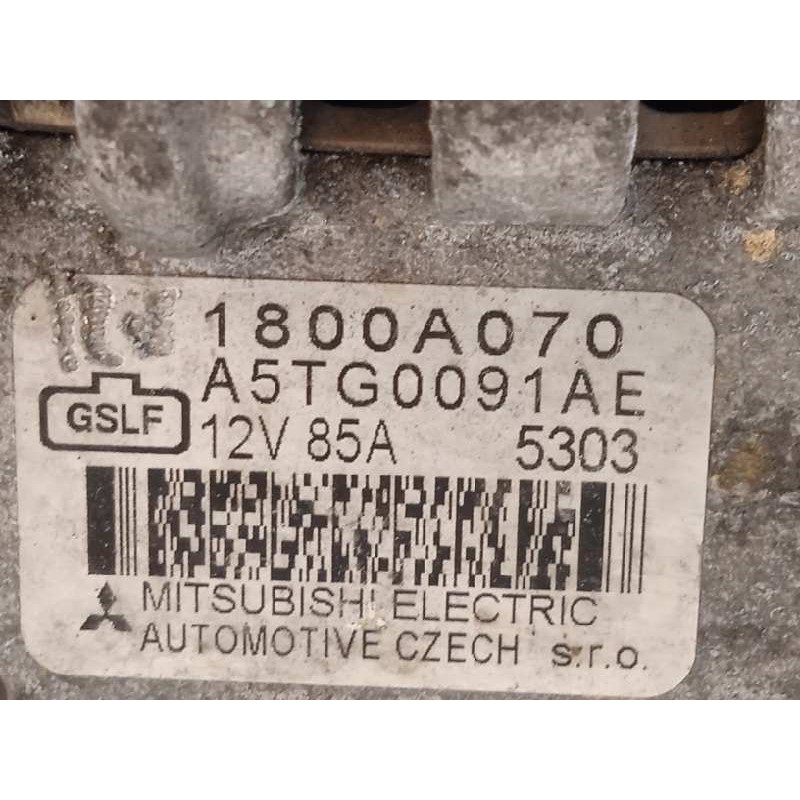 1800A070
A5TG0091AE
GSLF
12V 85A 5303
MITSUBISHI ELECTRIC
AUTOMOTIVE CZECH s.r.o.